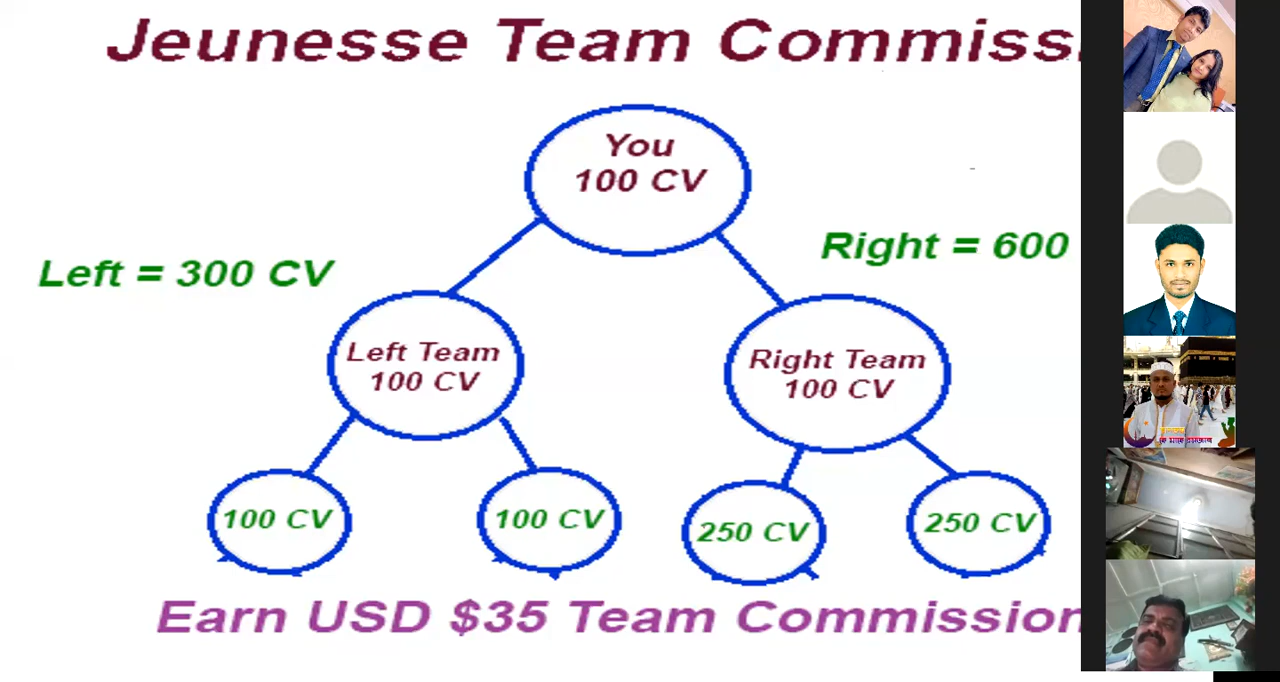 Jeunesse Team Commiss
You
100 CV
Left = 300 CV
Right = 600
Left Team
100 CV
Right Team
100 CV
100 CV
100 CV
250 CV
250 CV
Earn USD $35 Team Commission